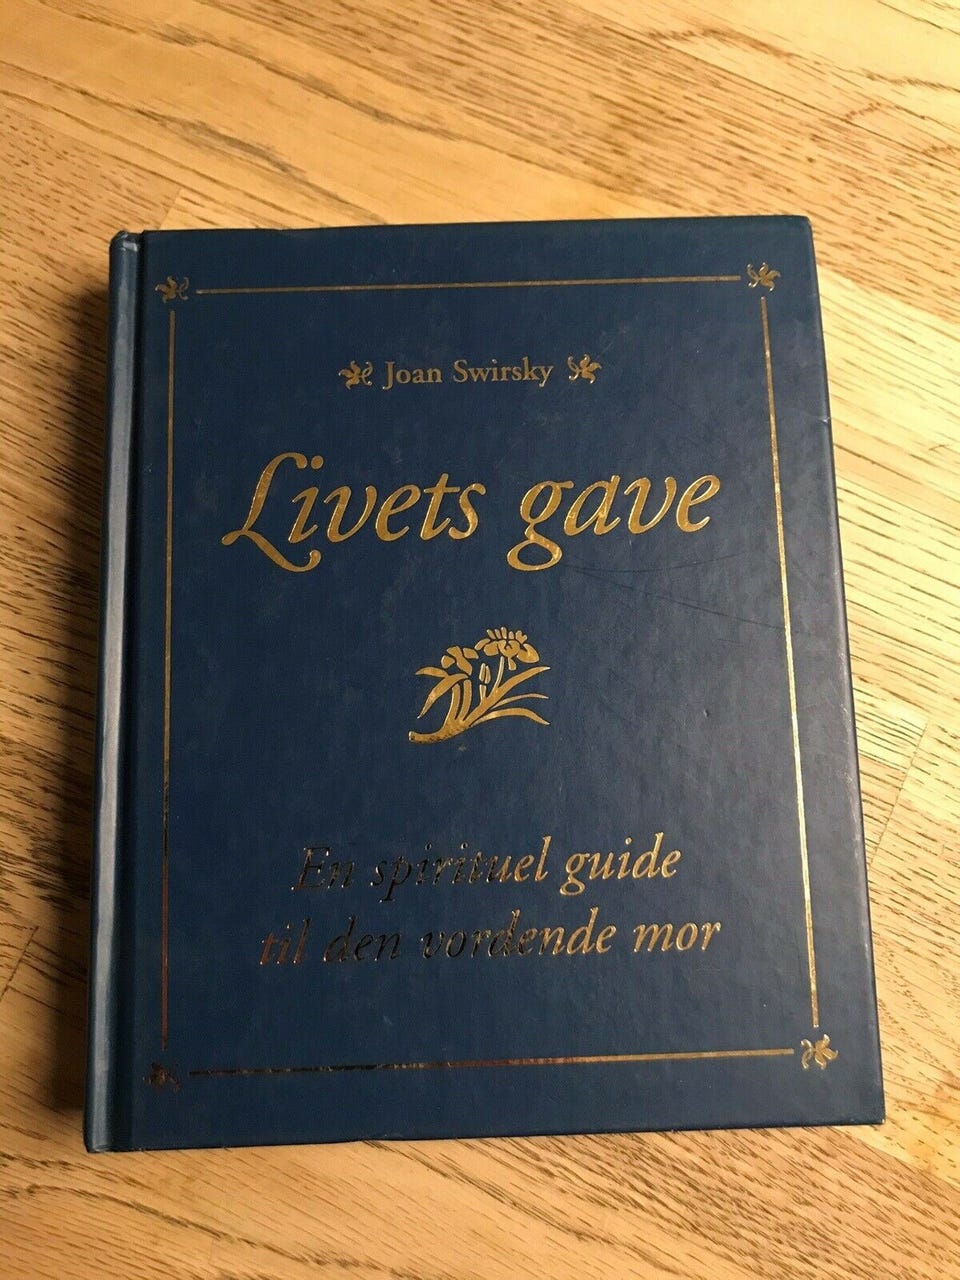 Joan Swirsky
Livets gave
En spirituel guide
til den vordende mor